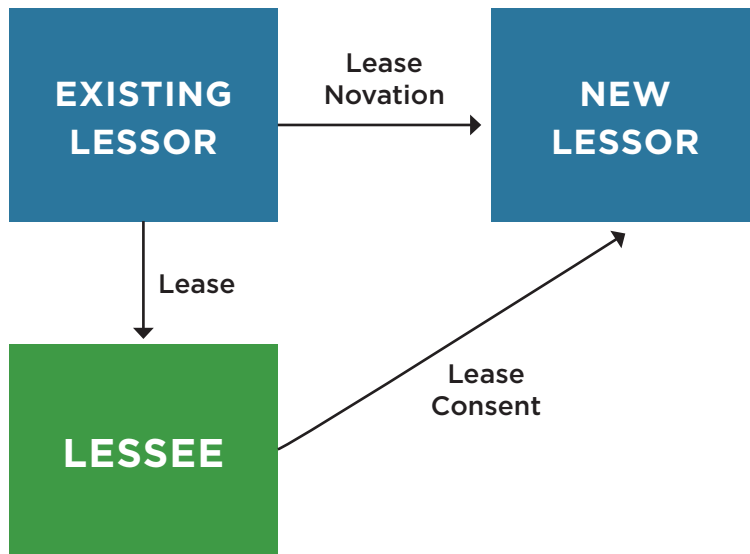 EXISTING
LESSOR
Lease
Novation
NEW
LESSOR
Lease
LESSEE
Lease
Consent